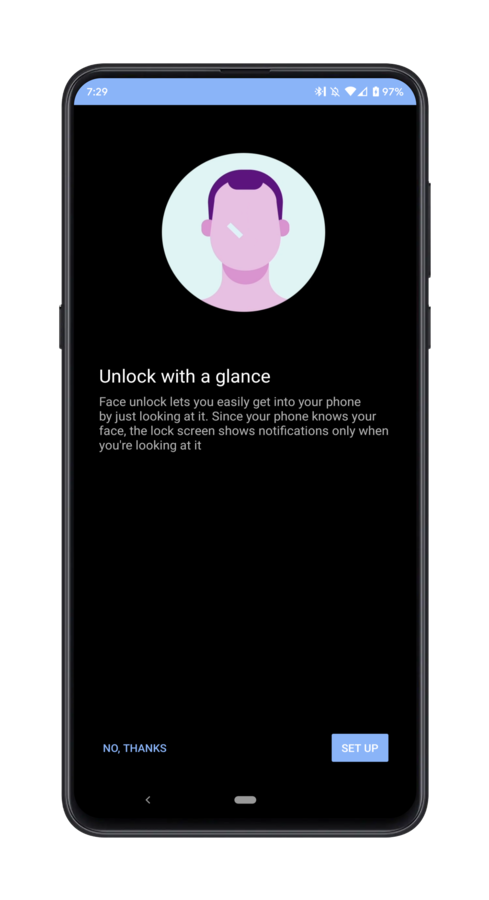 7:29
97%
Unlock with a glance
Face unlock lets you easily get into your phone
by just looking at it. Since your phone knows your
face, the lock screen shows notifications only when
you're looking at it
NO, THANKS
SET UP